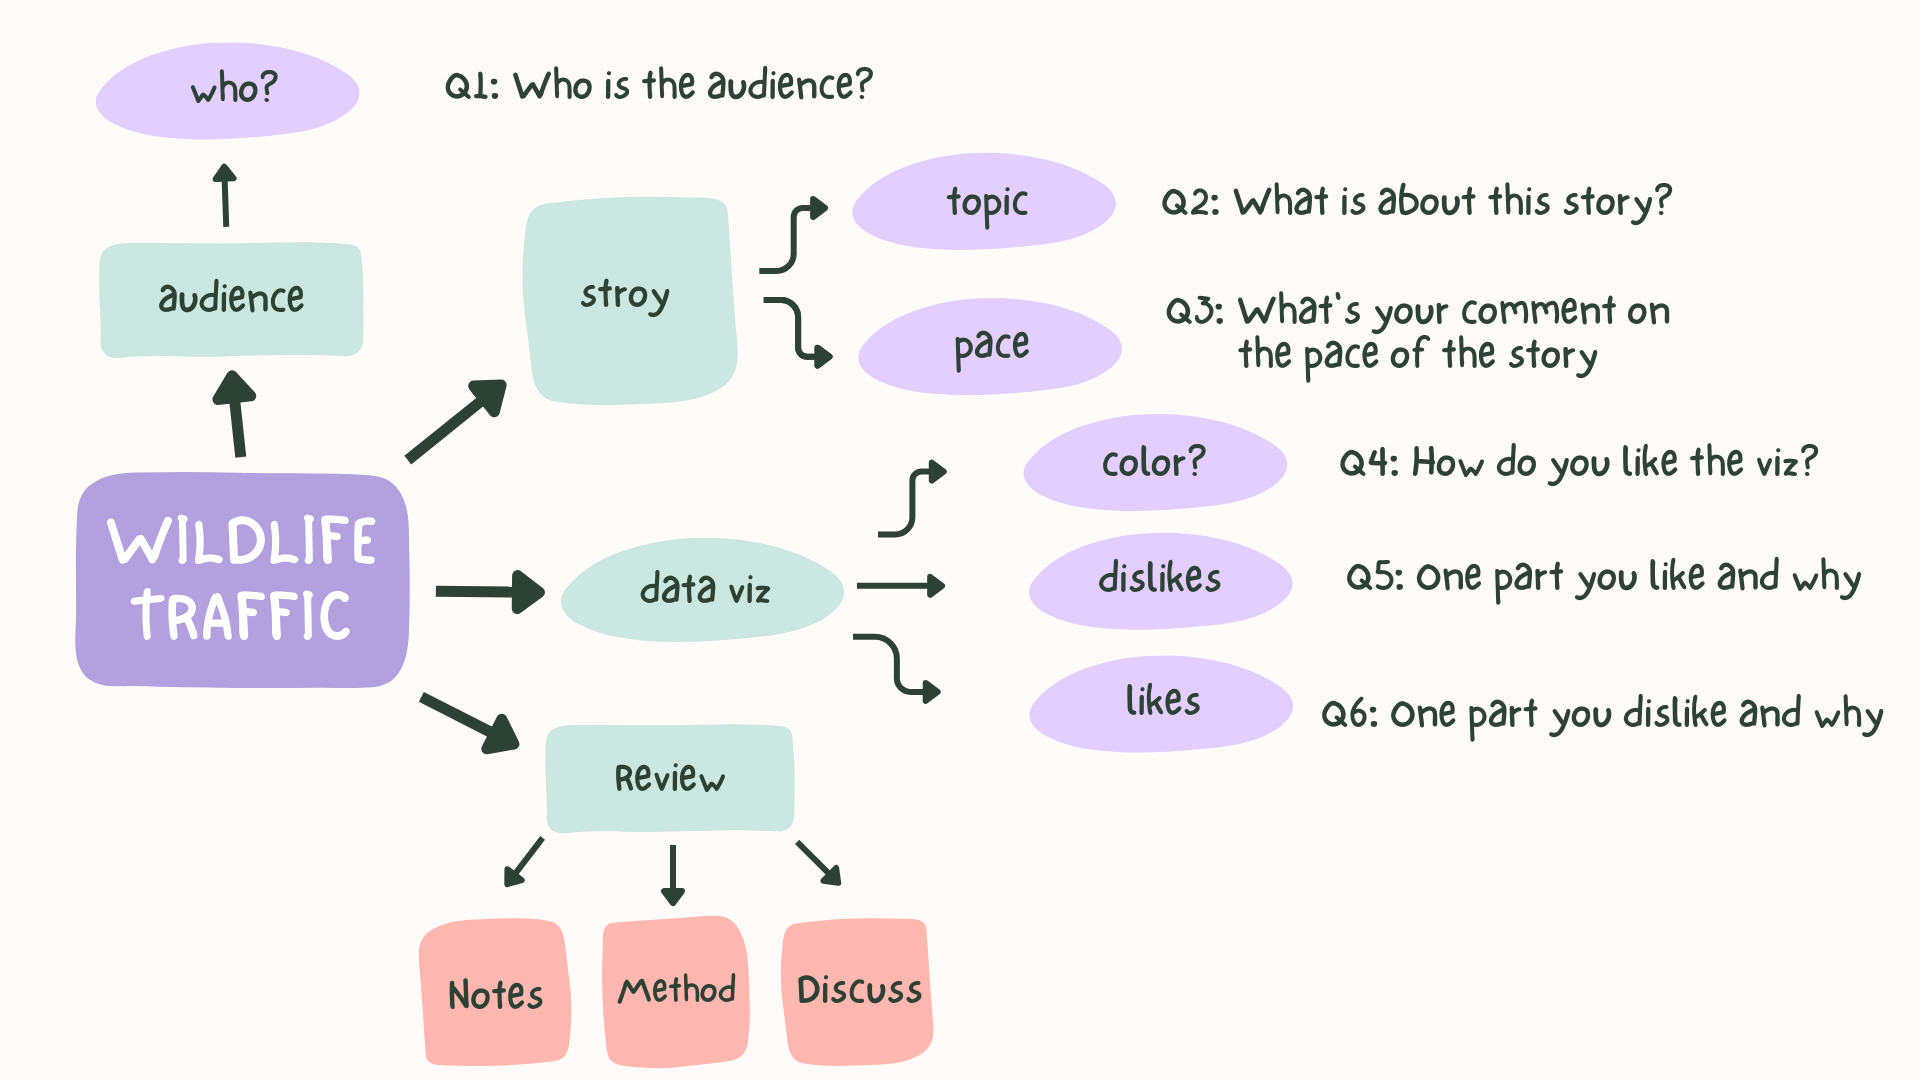 who?
Q1: Who is the audience?
topic
Q2: What is about this story?
audience
stroy
pace
Q3: What's your comment on
the pace of the story
color?
Q4: How do you like the viz?
WILDLIFE
TRAFFIC
data viz
dislikes
Q5: One part you like and why
likes
Q6: One part you dislike and why
Review
Notes
Method
Discuss